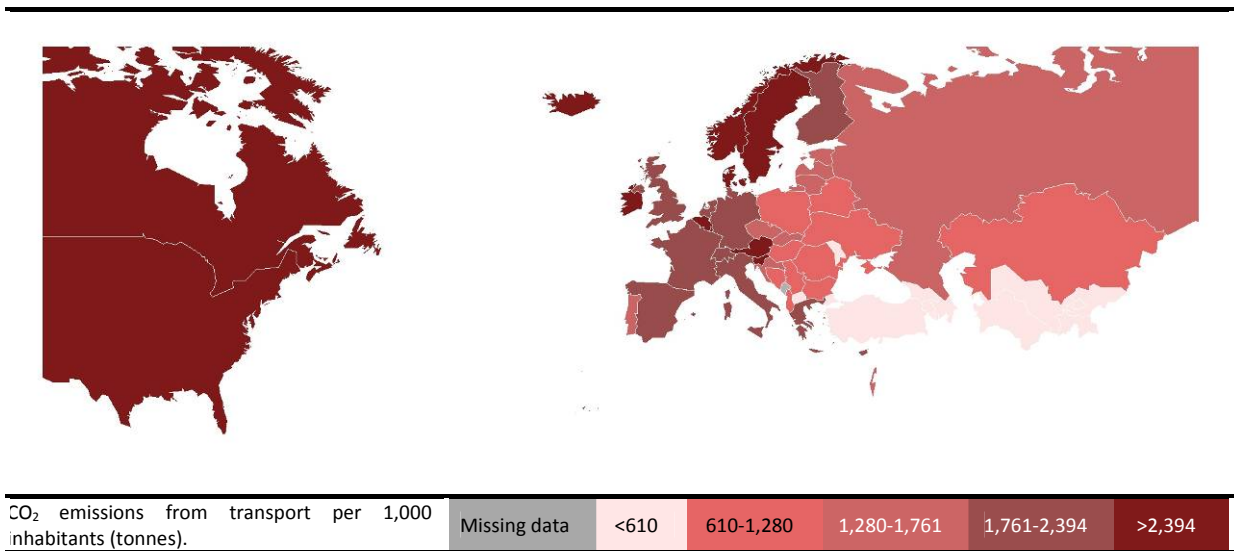 CO₂ emissions from transport per 1,000
inhabitants (tonnes).
Missing data
<610
610-1,280
1,280-1,761
1,761-2,394
>2,394